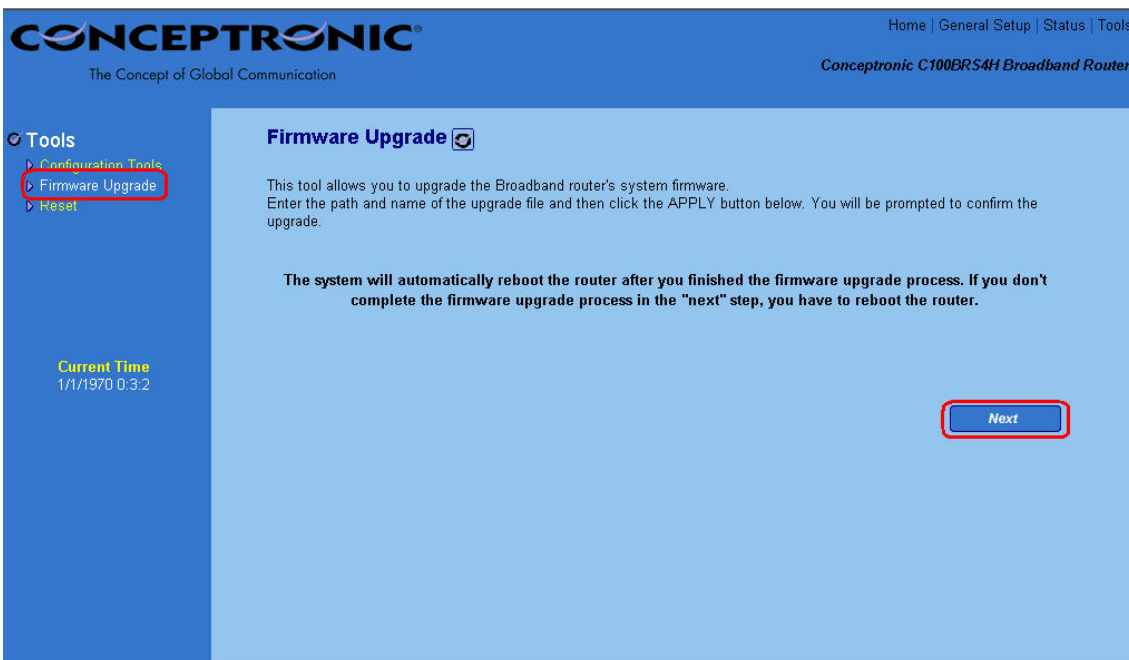 CONCEPTRONIC®
The Concept of Global Communication
Home | General Setup | Status | Tools
Conceptronic C100BRS4H Broadband Router
Tools
Configuration Tools
Firmware Upgrade
Reset
Current Time
1/1/1970 0:3:2
Firmware Upgrade
This tool allows you to upgrade the Broadband router's system firmware.
Enter the path and name of the upgrade file and then click the APPLY button below. You will be prompted to confirm the
upgrade.
The system will automatically reboot the router after you finished the firmware upgrade process. If you don't
complete the firmware upgrade process in the "next" step, you have to reboot the router.
Next